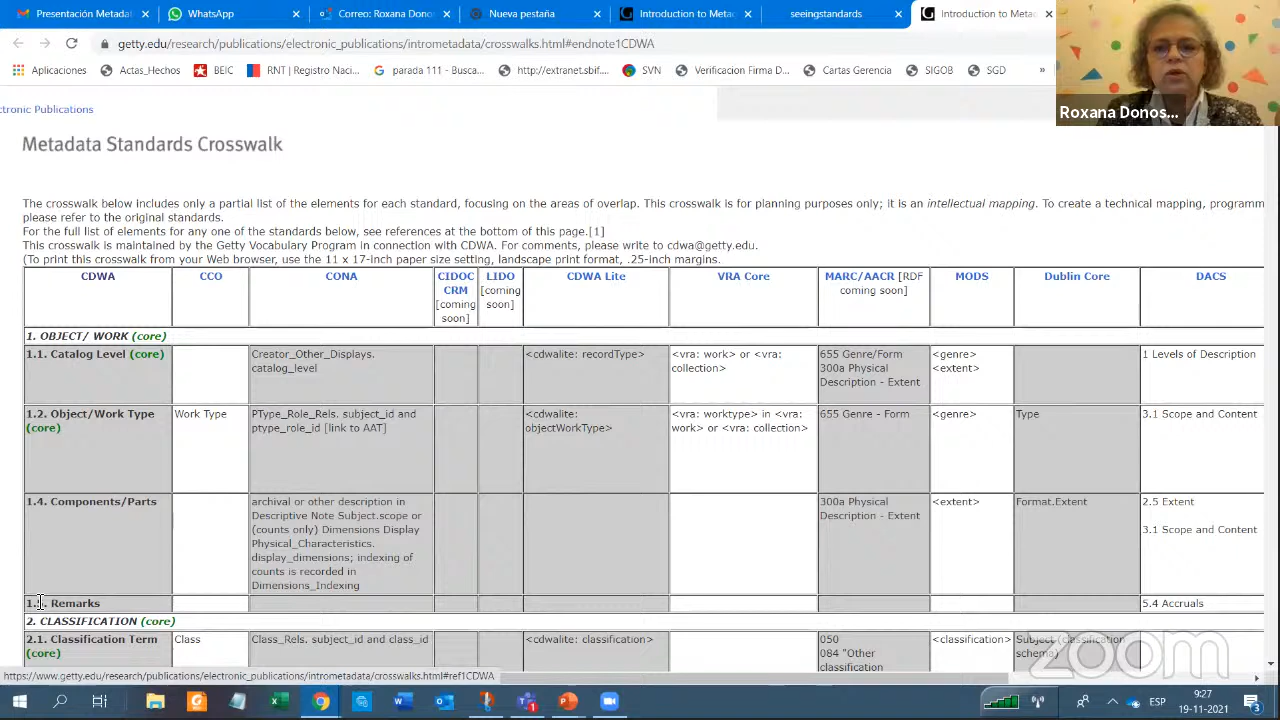 Presentación Metadat
WhatsApp
Correo: Roxana Donos
Nueva pestaña
Introduction to Metac
seeingstandards
Introduction to Metac
getty.edu/research/publications/electronic_publications/intrometadata/crosswalks.html#endnote1CDWA
Aplicaciones
Actas_Hechos
BEIC
RNT | Registro Naci...
parada 111 - Busca...
http://extranet.sbif....
SVN
Verificacion Firma D...
Cartas Gerencia
SIGOB
SGD
»
Roxana Donos...
ctronic Publications
Metadata Standards Crosswalk
The crosswalk below includes only a partial list of the elements for each standard, focusing on the areas of overlap. This crosswalk is for planning purposes only; it is an intellectual mapping. To create a technical mapping, programm
please refer to the original standards.
For the full list of elements for any one of the standards below, see references at the bottom of this page.[1]
This crosswalk is maintained by the Getty Vocabulary Program in connection with CDWA. For comments, please write to cdwa@getty.edu.
(To print this crosswalk from your Web browser, use the 11 x 17-inch paper size setting, landscape print format, .25-inch margins.
CDWA
CCO
CONA
CIDOC
CRM
[coming
soon]
LIDO
[coming
soon]
CDWA Lite
VRA Core
MARC/AACR [RDF
coming soon]
MODS
Dublin Core
DACS
1. OBJECT/ WORK (core)
1.1. Catalog Level (core)
Creator_Other_Displays.
catalog_level
<cdwalite: recordType>
<vra: work> or <vra:
collection>
655 Genre/Form
300a Physical
Description - Extent
<genre>
<extent>
1 Levels of Description
1.2. Object/Work Type
(core)
Work Type
PType_Role_Rels. subject_id and
ptype_role_id [link to AAT]
<cdwalite:
objectWorkType>
<vra: worktype> in <vra:
work> or <vra: collection>
655 Genre - Form
<genre>
Type
3.1 Scope and Content
1.4. Components/Parts
archival or other description in
Descriptive Note Subject.scope or
(counts only) Dimensions Display
Physical_Characteristics.
display_dimensions; indexing of
counts is recorded in
Dimensions_Indexing
300a Physical
Description - Extent
<extent>
Format.Extent
2.5 Extent
3.1 Scope and Content
Remarks
5.4 Accruals
2. CLASSIFICATION (core)
2.1. Classification Term
(core)
Class
Class_Rels. subject_id and class_id
<cdwalite: classification>
050
084 "Other
classification
<classification>
Subject (classification
schema)
zoom
https://www.getty.edu/research/publications/electronic_publications/intrometadata/crosswalks.html#ref1CDWA
ESP
9:27
19-11-2021
3